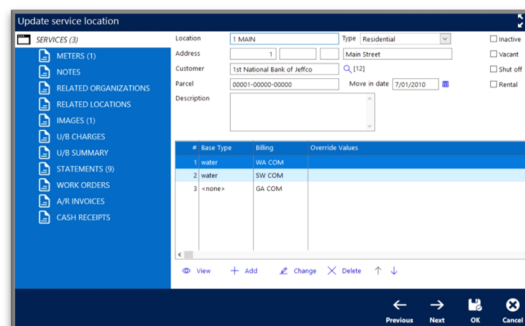 Update service location
SERVICES (3)
METERS (1)
NOTES
RELATED ORGANIZATIONS
RELATED LOCATIONS
IMAGES (1)
U/B CHARGES
U/B SUMMARY
STATEMENTS (9)
WORK ORDERS
A/R INVOICES
CASH RECEIPTS
Location 1 MAIN Type Residential Inactive
Address 1 Main Street Vacant
Customer 1st National Bank of Jeffco [12] Shut off
Parcel 00001-00000-00000 Move in date 7/01/2010 Rental
Description
# Base Type Billing Override Values
1 water WA COM
2 water SW COM
3 <none> GA COM
View Add Change Delete
Previous Next OK Cancel